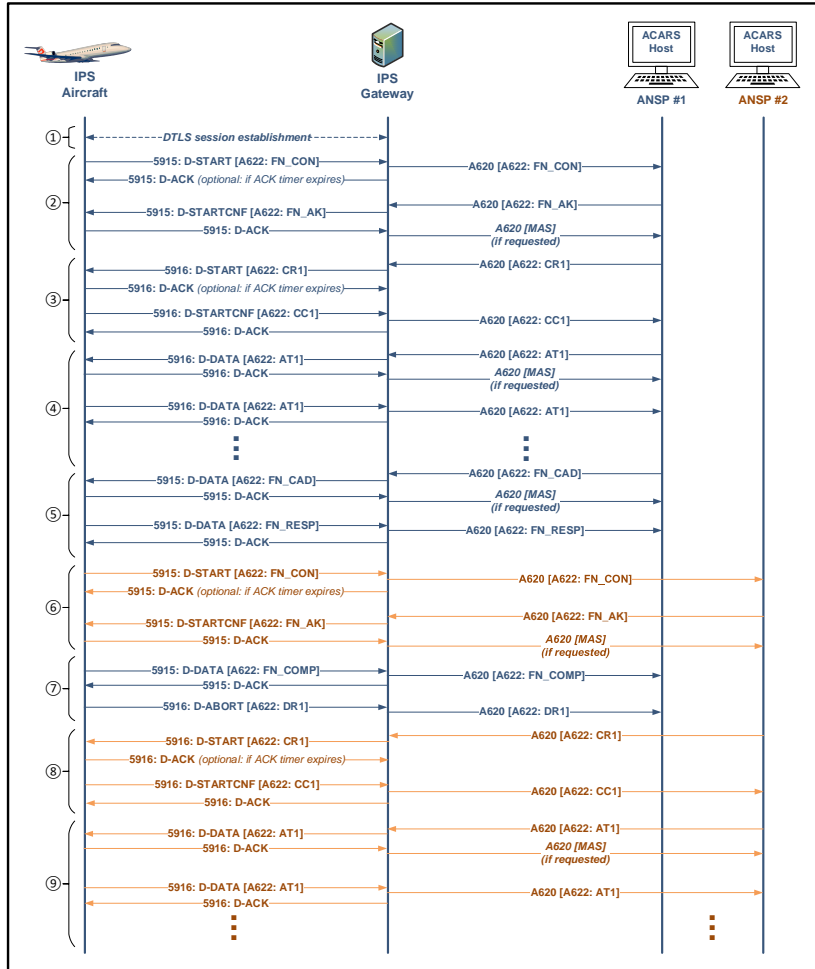 ACARS
Host
ACARS
Host
IPS
Aircraft
IPS
Gateway
ANSP #1
ANSP #2
①
DTLS session establishment
②
5915: D-START [A622: FN_CON]
A620 [A622: FN_CON]
5915: D-ACK (optional: if ACK timer expires)
A620 [A622: FN_AK]
5915: D-STARTCNF [A622: FN_AK]
5915: D-ACK
A620 [MAS]
(if requested)
③
A620 [A622: CR1]
5916: D-START [A622: CR1]
5916: D-ACK (optional: if ACK timer expires)
5916: D-STARTCNF [A622: CC1]
A620 [A622: CC1]
5916: D-ACK
④
A620 [A622: AT1]
5916: D-DATA [A622: AT1]
5916: D-ACK
A620 [MAS]
(if requested)
5916: D-DATA [A622: AT1]
A620 [A622: AT1]
5916: D-ACK
⑤
A620 [A622: FN_CAD]
5915: D-DATA [A622: FN_CAD]
5915: D-ACK
A620 [MAS]
(if requested)
5915: D-DATA [A622: FN_RESP]
A620 [A622: FN_RESP]
5915: D-ACK
⑥
5915: D-START [A622: FN_CON]
A620 [A622: FN_CON]
5915: D-ACK (optional: if ACK timer expires)
A620 [A622: FN_AK]
5915: D-STARTCNF [A622: FN_AK]
5915: D-ACK
A620 [MAS]
(if requested)
⑦
5915: D-DATA [A622: FN_COMP]
A620 [A622: FN_COMP]
5915: D-ACK
5916: D-ABORT [A622: DR1]
A620 [A622: DR1]
⑧
A620 [A622: CR1]
5916: D-START [A622: CR1]
5916: D-ACK (optional: if ACK timer expires)
5916: D-STARTCNF [A622: CC1]
A620 [A622: CC1]
5916: D-ACK
⑨
A620 [A622: AT1]
5916: D-DATA [A622: AT1]
5916: D-ACK
A620 [MAS]
(if requested)
5916: D-DATA [A622: AT1]
A620 [A622: AT1]
5916: D-ACK